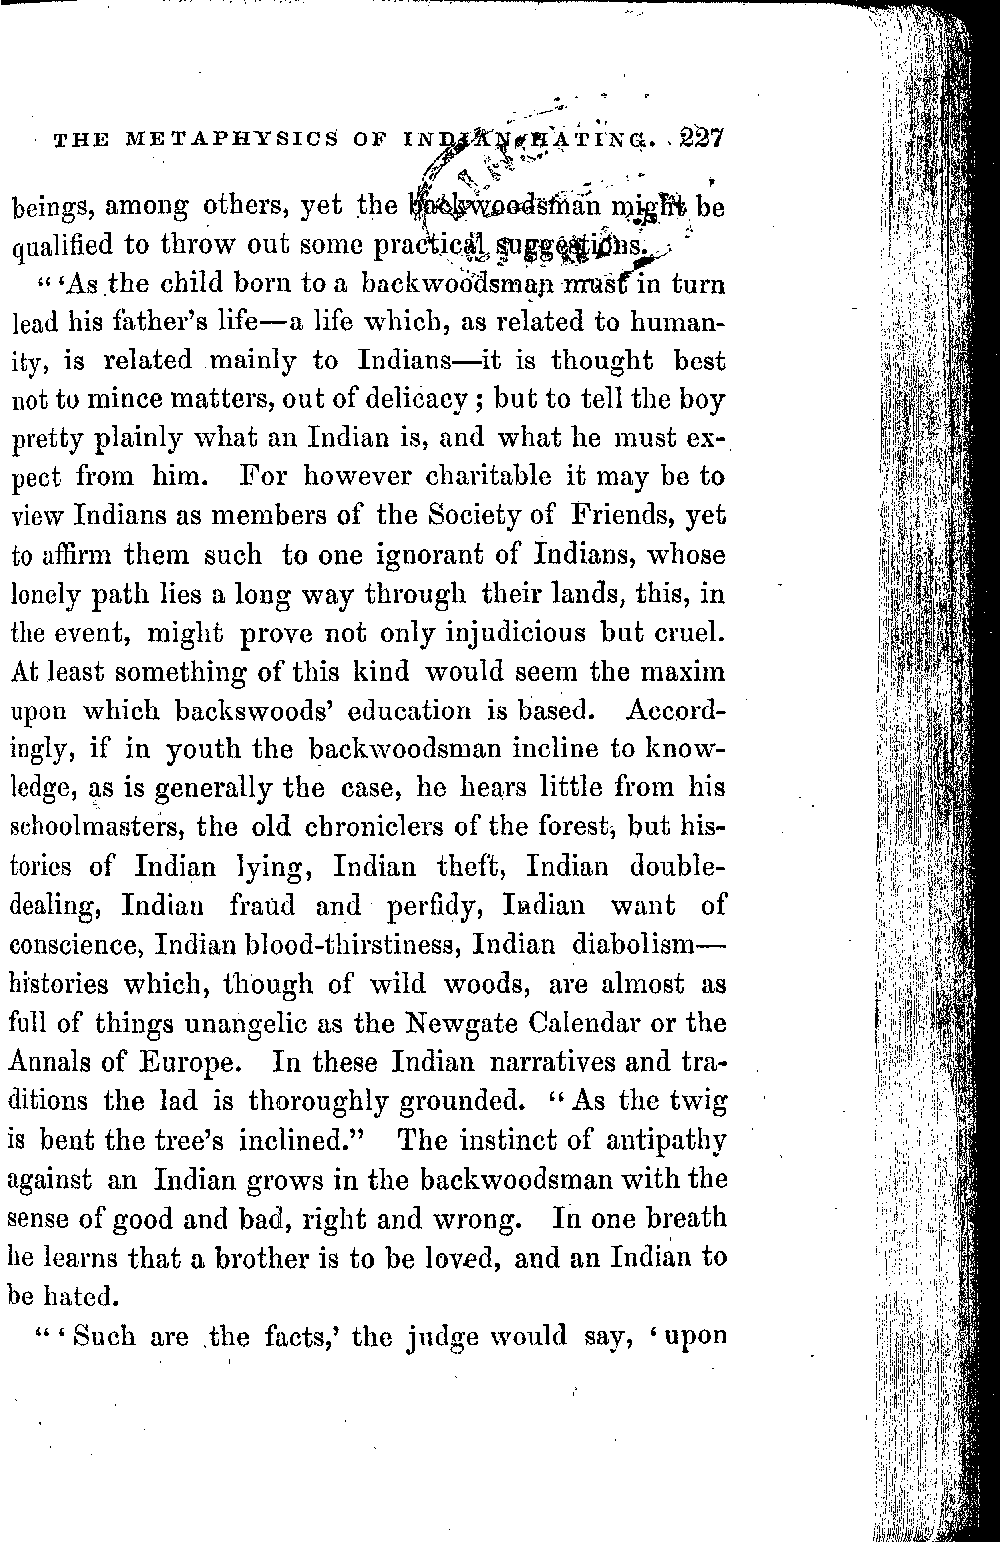 THE METAPHYSICS OF INDIAN-HATING. 227
beings, among others, yet the backwoodsman might be
qualified to throw out some practical suggestions.
“‘As the child born to a backwoodsman must in turn
lead his father’s life—a life which, as related to human-
ity, is related mainly to Indians—it is thought best
not to mince matters, out of delicacy; but to tell the boy
pretty plainly what an Indian is, and what he must ex-
pect from him. For however charitable it may be to
view Indians as members of the Society of Friends, yet
to affirm them such to one ignorant of Indians, whose
lonely path lies a long way through their lands, this, in
the event, might prove not only injudicious but cruel.
At least something of this kind would seem the maxim
upon which backswoods’ education is based. Accord-
ingly, if in youth the backwoodsman incline to know-
ledge, as is generally the case, he hears little from his
schoolmasters, the old chroniclers of the forest, but his-
tories of Indian lying, Indian theft, Indian double-
dealing, Indian fraud and perfidy, Indian want of
conscience, Indian blood-thirstiness, Indian diabolism—
histories which, though of wild woods, are almost as
full of things unangelic as the Newgate Calendar or the
Annals of Europe. In these Indian narratives and tra-
ditions the lad is thoroughly grounded. “As the twig
is bent the tree’s inclined.” The instinct of antipathy
against an Indian grows in the backwoodsman with the
sense of good and bad, right and wrong. In one breath
he learns that a brother is to be loved, and an Indian to
be hated.
“‘Such are the facts,’ the judge would say, ‘upon